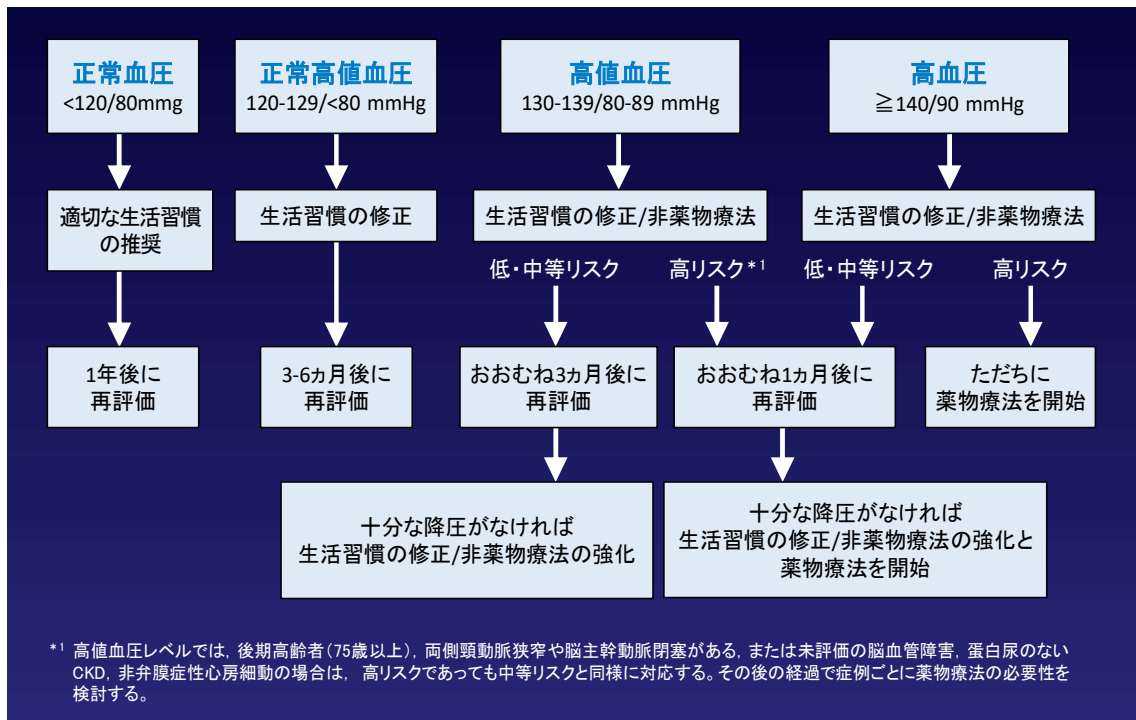 正常血圧
<120/80mmg
正常高値血圧
120-129/<80 mmHg
高値血圧
130-139/80-89 mmHg
高血圧
≧140/90 mmHg
適切な生活習慣
の推奨
生活習慣の修正
生活習慣の修正/非薬物療法
生活習慣の修正/非薬物療法
低・中等リスク
高リスク*1
低・中等リスク
高リスク
1年後に
再評価
3-6ヵ月後に
再評価
おおむね3ヵ月後に
再評価
おおむね1ヵ月後に
再評価
ただちに
薬物療法を開始
十分な降圧がなければ
生活習慣の修正/非薬物療法の強化
十分な降圧がなければ
生活習慣の修正/非薬物療法の強化と
薬物療法を開始
*1 高値血圧レベルでは, 後期高齢者(75歳以上), 両側頸動脈狭窄や脳主幹動脈閉塞がある, または未評価の脳血管障害, 蛋白尿のない
CKD, 非弁膜症性心房細動の場合は, 高リスクであっても中等リスクと同様に対応する。その後の経過で症例ごとに薬物療法の必要性を
検討する。